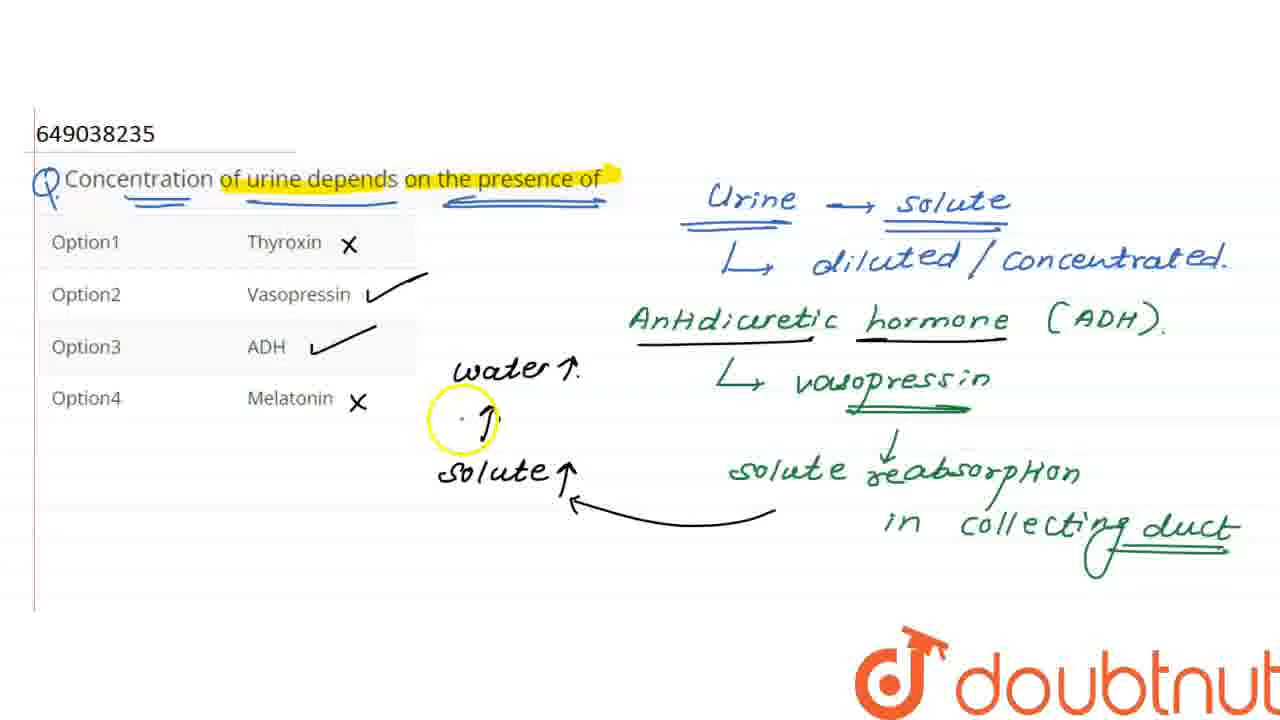 649038235
Q. Concentration of urine depends on the presence of
Option1 Thyroxin x
Option2 Vasopressin ✓
Option3 ADH ✓
Option4 Melatonin x
Urine → solute
↳ diluted / concentrated.
Antidiuretic hormone (ADH).
↳ vasopressin
↓
solute reabsorption
in collecting duct
water ↑.
↑
solute ↑
doubtnut